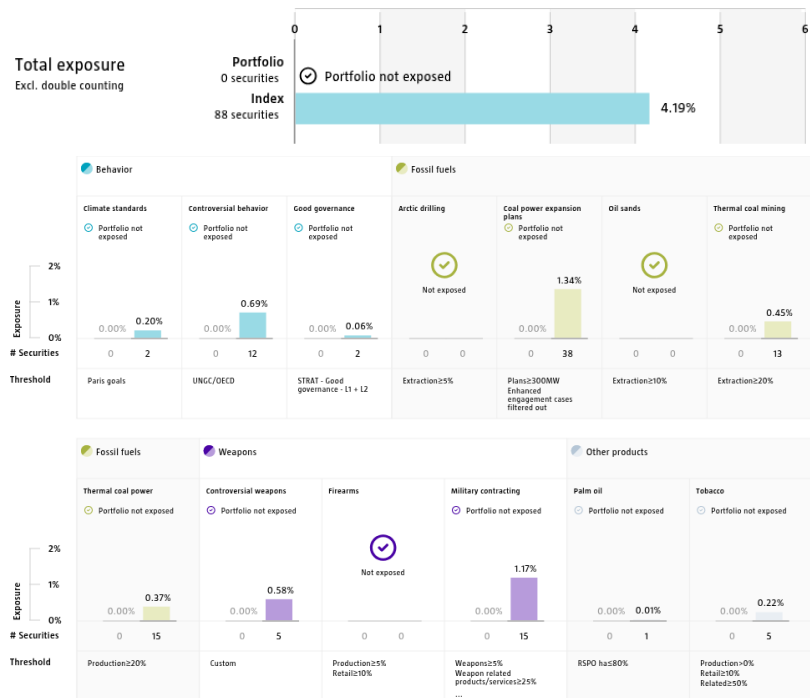 0 1 2 3 4 5 6
Total exposure
Excl. double counting
Portfolio
0 securities
Portfolio not exposed
Index
88 securities
4.19%
Behavior
Fossil fuels
Climate standards
Controversial behavior
Good governance
Arctic drilling
Coal power expansion
plans
Oil sands
Thermal coal mining
Portfolio not
exposed
Portfolio not
exposed
Portfolio not
exposed
Not exposed
Portfolio not
exposed
Not exposed
Portfolio not
exposed
Exposure
2%
1%
0%
0.00% 0.20%
0.00% 0.69%
0.00% 0.06%
0.00% 1.34%
0.00% 0.45%
# Securities
0 2
0 12
0 2
0 0
0 38
0 0
0 13
Threshold
Paris goals
UNGC/OECD
STRAT - Good
governance - L1 + L2
Extraction≥5%
Plans≥300MW
Enhanced
engagement cases
filtered out
Extraction≥10%
Extraction≥20%
Fossil fuels
Weapons
Other products
Thermal coal power
Controversial weapons
Firearms
Military contracting
Palm oil
Tobacco
Portfolio not exposed
Portfolio not exposed
Not exposed
Portfolio not exposed
Portfolio not exposed
Portfolio not exposed
Exposure
2%
1%
0%
0.00% 0.37%
0.00% 0.58%
0.00% 1.17%
0.00% 0.01%
0.00% 0.22%
# Securities
0 15
0 5
0 0
0 15
0 1
0 5
Threshold
Production≥20%
Custom
Production≥5%
Retail≥10%
Weapons≥5%
Weapon related
products/services≥25%
RSPO ha≤80%
Production>0%
Retail≥10%
Related≥50%